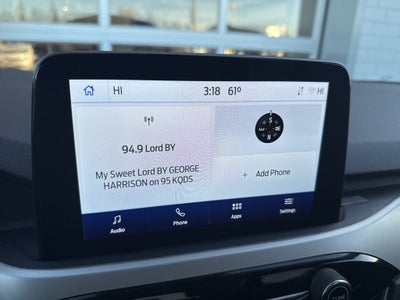 HI 3:18 61° HI
94.9 Lord BY
My Sweet Lord BY GEORGE
HARRISON on 95 KQDS
S
E W
N
+ Add Phone
Audio Phone Apps Settings